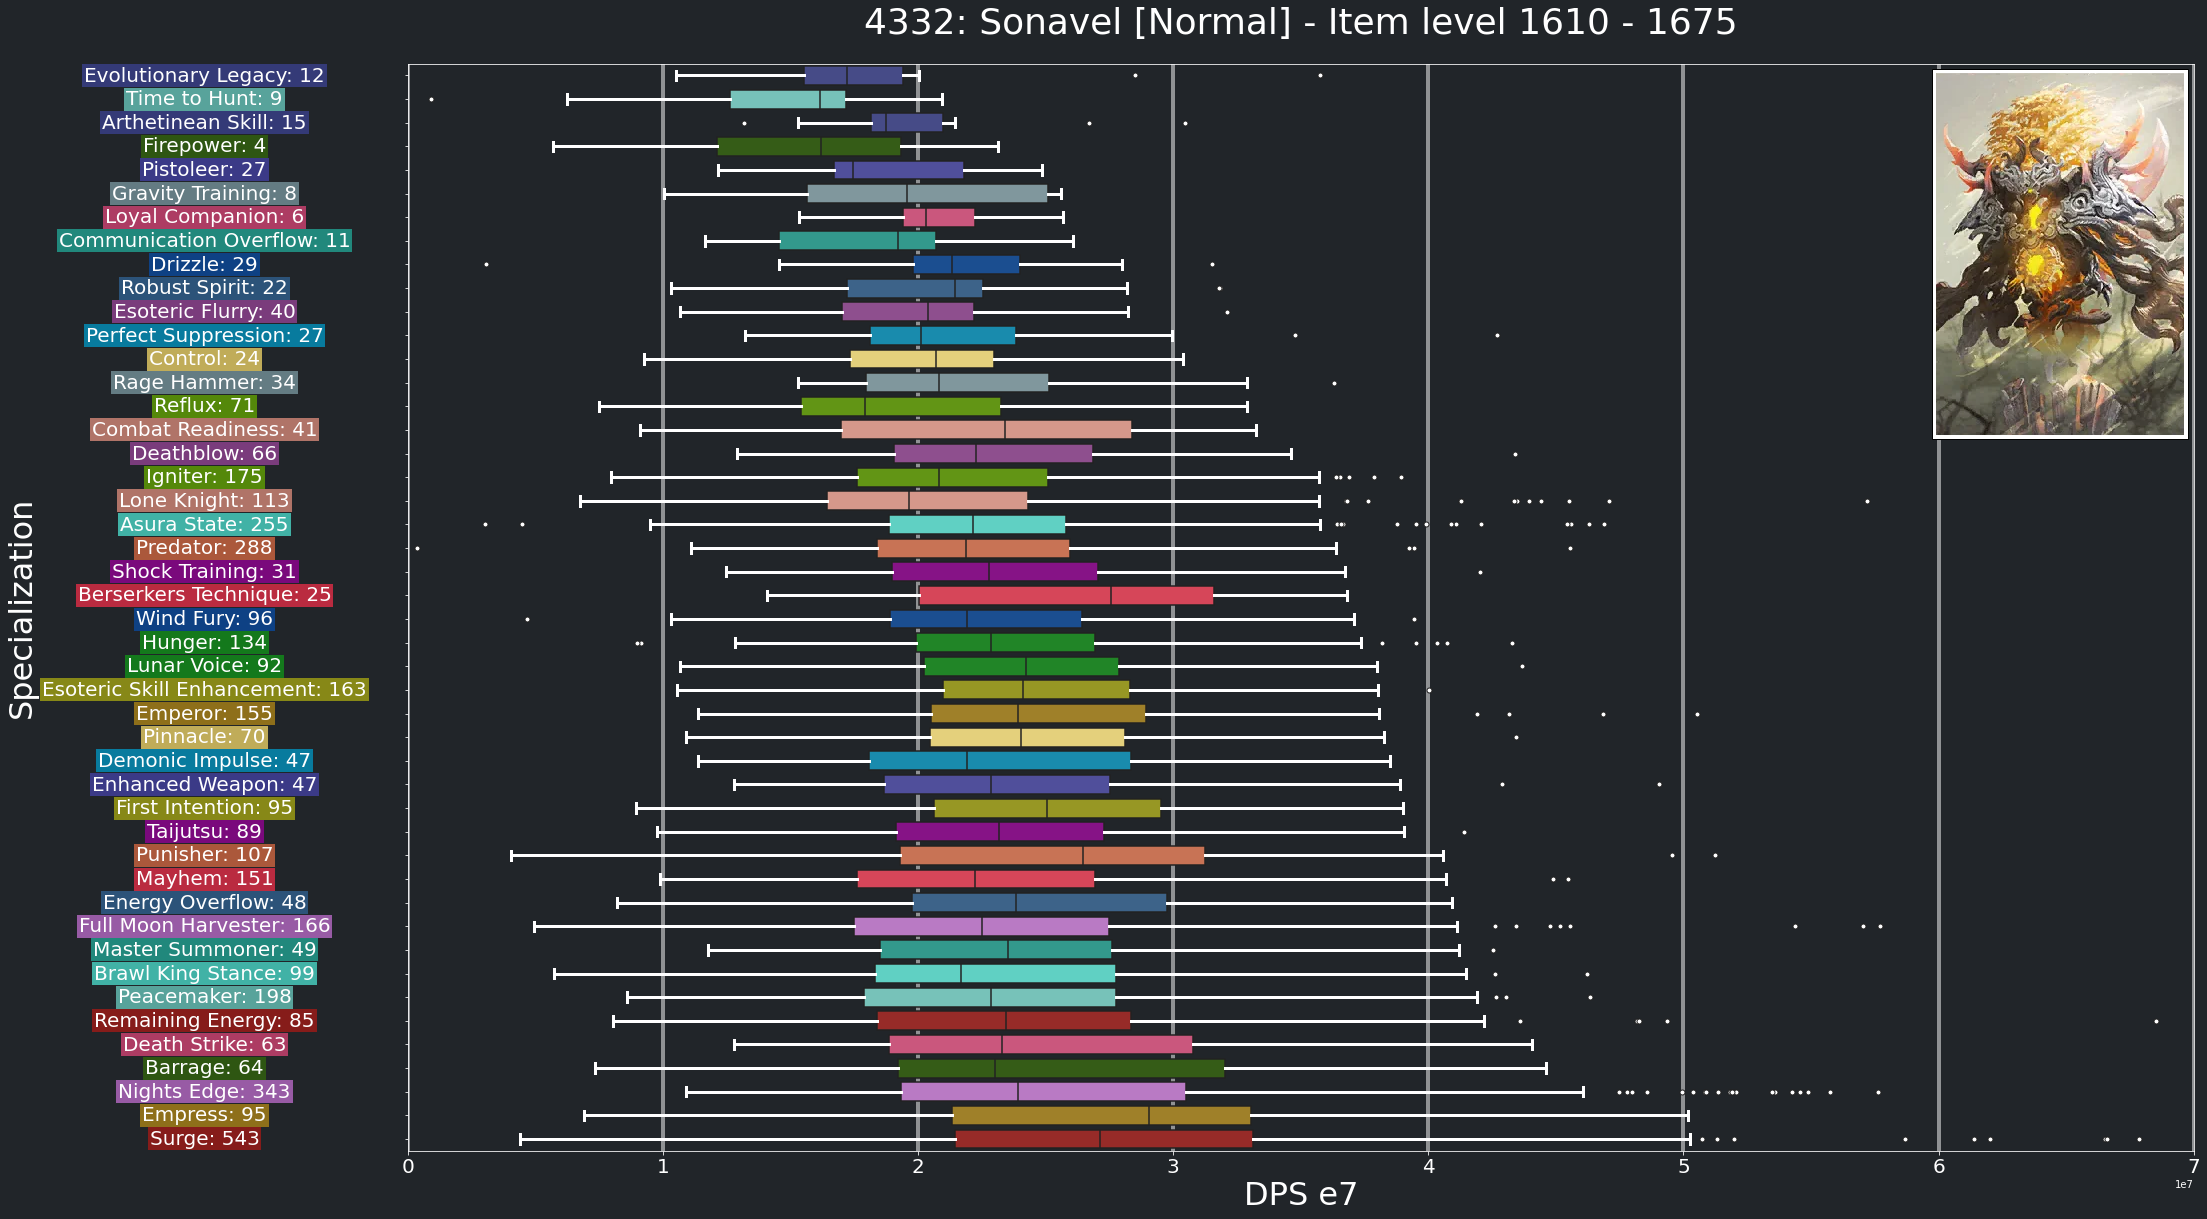 4332: Sonavel [Normal] - Item level 1610 - 1675
Evolutionary Legacy: 12
Time to Hunt: 9
Arthetinean Skill: 15
Firepower: 4
Pistoleer: 27
Gravity Training: 8
Loyal Companion: 6
Communication Overflow: 11
Drizzle: 29
Robust Spirit: 22
Esoteric Flurry: 40
Perfect Suppression: 27
Control: 24
Rage Hammer: 34
Reflux: 71
Combat Readiness: 41
Deathblow: 66
Igniter: 175
Lone Knight: 113
Asura State: 255
Predator: 288
Shock Training: 31
Berserkers Technique: 25
Wind Fury: 96
Hunger: 134
Lunar Voice: 92
Esoteric Skill Enhancement: 163
Emperor: 155
Pinnacle: 70
Demonic Impulse: 47
Enhanced Weapon: 47
First Intention: 95
Taijutsu: 89
Punisher: 107
Mayhem: 151
Energy Overflow: 48
Full Moon Harvester: 166
Master Summoner: 49
Brawl King Stance: 99
Peacemaker: 198
Remaining Energy: 85
Death Strike: 63
Barrage: 64
Nights Edge: 343
Empress: 95
Surge: 543
Specialization
0 1 2 3 4 5 6 7
DPS e7
1e7